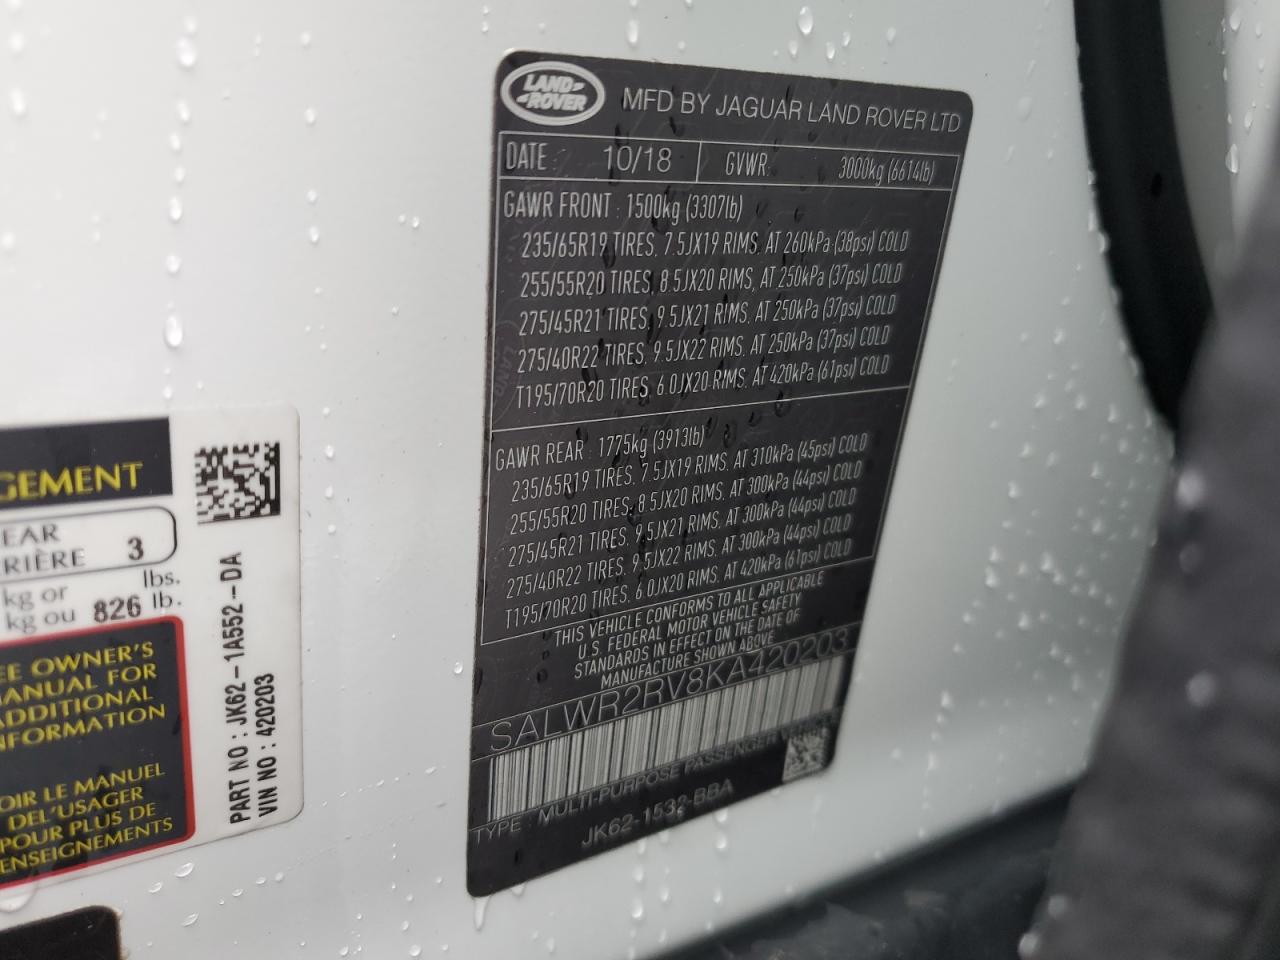 LAND ROVER
MFD BY JAGUAR LAND ROVER LTD
DATE : 10/18 GVWR: 3000kg (6614lb)
GAWR FRONT : 1500kg (3307lb)
235/65R19 TIRES, 7.5JX19 RIMS, AT 260kPa (38psi) COLD
255/55R20 TIRES, 8.5JX20 RIMS, AT 250kPa (37psi) COLD
275/45R21 TIRES, 9.5JX21 RIMS, AT 250kPa (37psi) COLD
275/40R22 TIRES, 9.5JX22 RIMS, AT 250kPa (37psi) COLD
T195/70R20 TIRES, 6.0JX20 RIMS, AT 420kPa (61psi) COLD
GAWR REAR : 1775kg (3913lb)
235/65R19 TIRES, 7.5JX19 RIMS, AT 310kPa (45psi) COLD
255/55R20 TIRES, 8.5JX20 RIMS, AT 300kPa (44psi) COLD
275/45R21 TIRES, 9.5JX21 RIMS, AT 300kPa (44psi) COLD
275/40R22 TIRES, 9.5JX22 RIMS, AT 300kPa (44psi) COLD
T195/70R20 TIRES, 6.0JX20 RIMS, AT 420kPa (61psi) COLD
THIS VEHICLE CONFORMS TO ALL APPLICABLE
U.S. FEDERAL MOTOR VEHICLE SAFETY
STANDARDS IN EFFECT ON THE DATE OF
MANUFACTURE SHOWN ABOVE
SALWR2RV8KA420203
TYPE : MULTI-PURPOSE PASSENGER VEHICLE
JK62-1532-BBA
GEMENT
EAR
RIÈRE 3
kg or lbs.
kg ou 826 lb.
EE OWNER'S
MANUAL FOR
ADDITIONAL
NFORMATION
OIR LE MANUEL
DE L'USAGER
POUR PLUS DE
ENSEIGNEMENTS
PART NO : JK62-1A552-DA
VIN NO : 420203